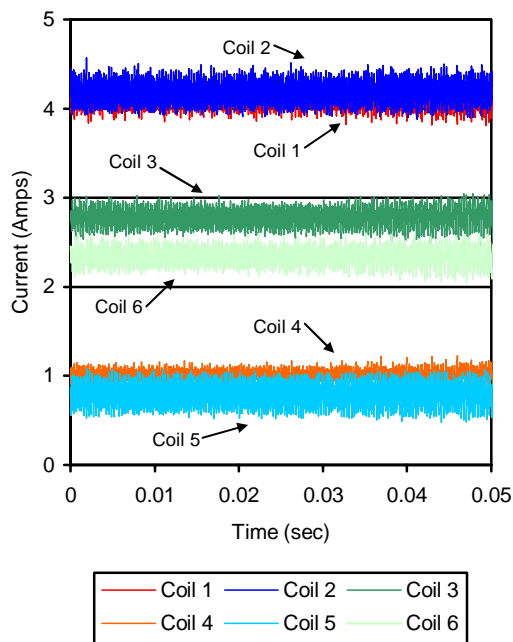 5
Coil 2
4
Coil 1
Coil 3
3
Current (Amps)
Coil 6
2
Coil 4
1
Coil 5
0
0 0.01 0.02 0.03 0.04 0.05
Time (sec)
Coil 1 Coil 2 Coil 3
Coil 4 Coil 5 Coil 6